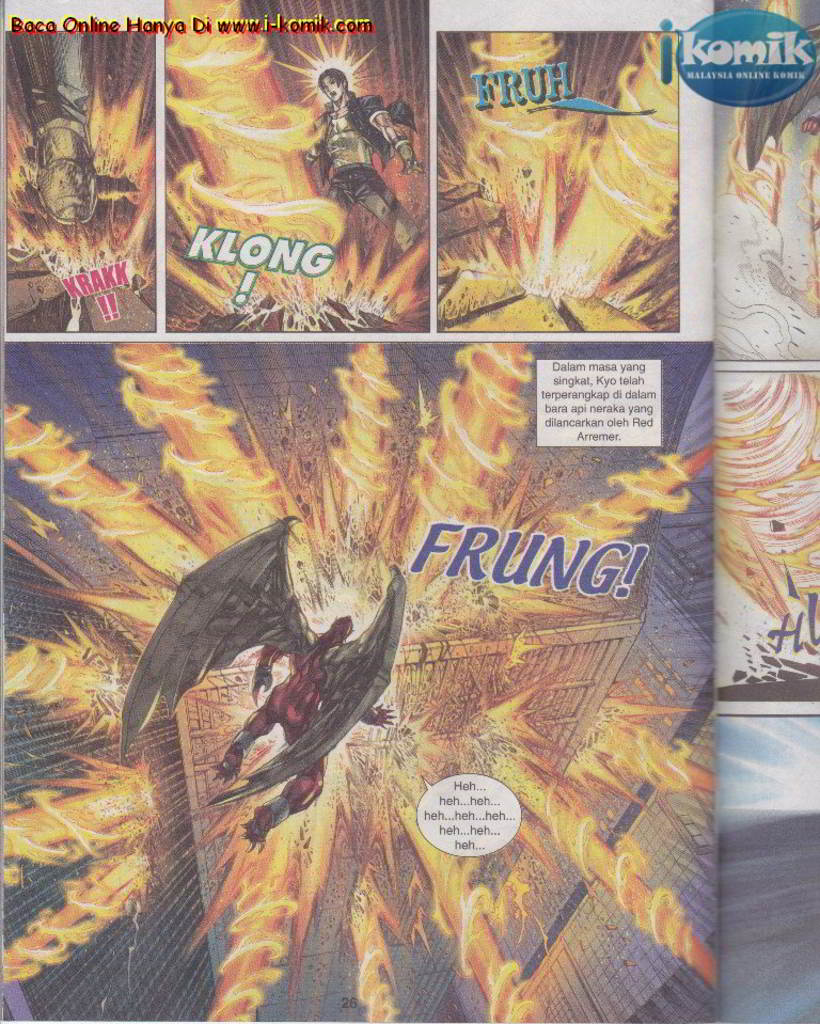 Baca Online Hanya Di www.i-komik.com
ikomik
MALAYSIA ONLINE KOMIK
KRAKK
!!
KLONG
!
FRUH
Dalam masa yang
singkat, Kyo telah
terperangkap di dalam
bara api neraka yang
dilancarkan oleh Red
Arremer.
FRUNG!
Heh...
heh...heh...
heh...heh...heh...
heh...heh...
heh...
26